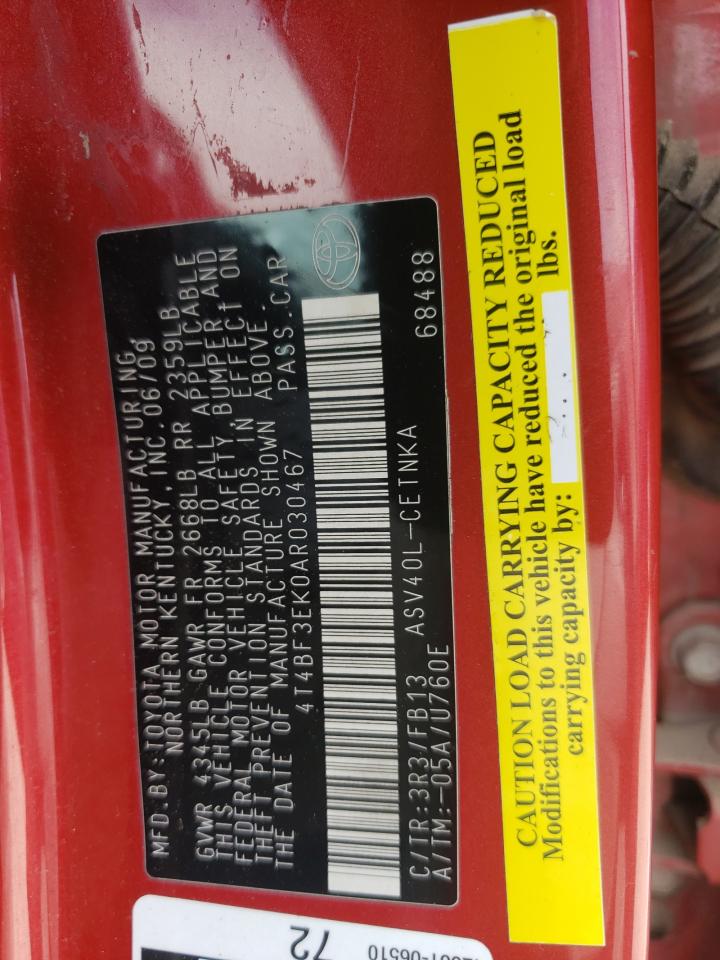 MFD.BY:TOYOTA MOTOR MANUFACTURING,
NORTHERN KENTUCKY, INC.06/09
GVWR 4345LB GAWR FR 2668LB RR 2359LB
THIS VEHICLE CONFORMS TO ALL APPLICABLE
FEDERAL MOTOR VEHICLE SAFETY, BUMPER AND
THEFT PREVENTION STANDARDS IN EFFECT ON
THE DATE OF MANUFACTURE SHOWN ABOVE.
4T4BF3EK0AR030467 PASS.CAR
C/TR:3R3/FB13 ASV40L-CETNKA
A/TM:-05A/U760E 68488
CAUTION LOAD CARRYING CAPACITY REDUCED
Modifications to this vehicle have reduced the original load
carrying capacity by: lbs.
72